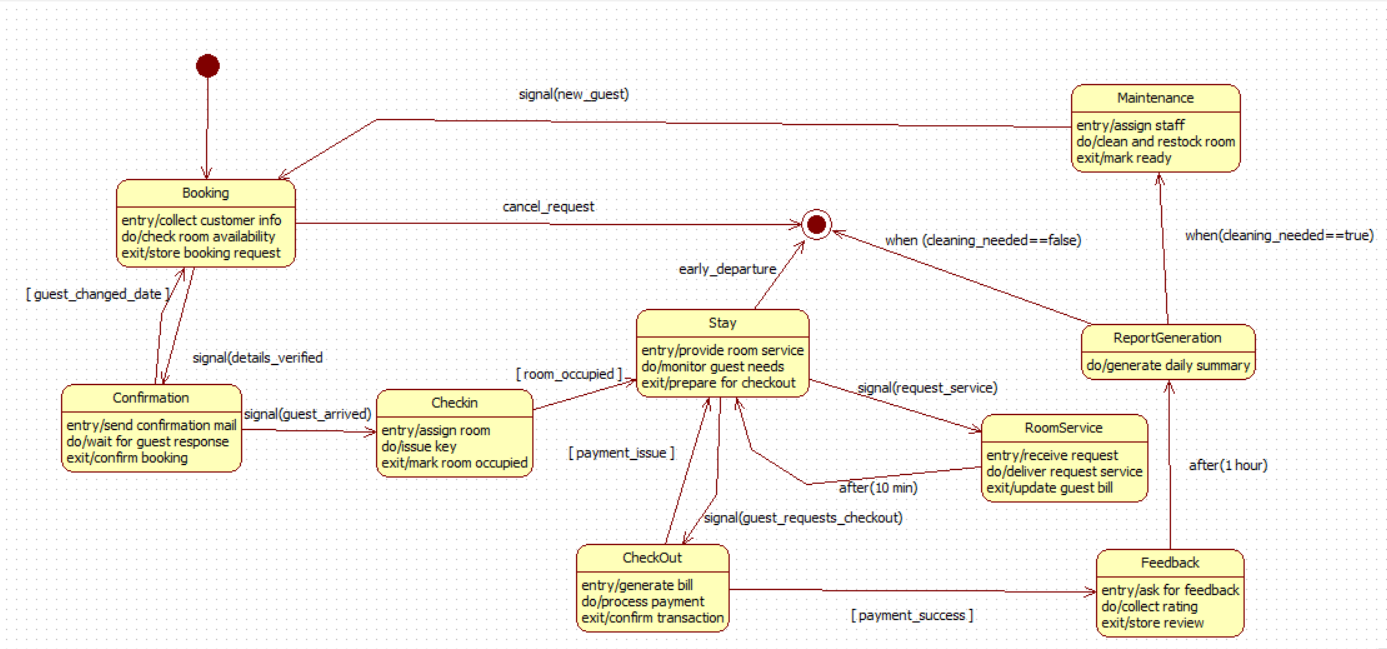 signal(new_guest)
Maintenance
entry/assign staff
do/clean and restock room
exit/mark ready
Booking
entry/collect customer info
do/check room availability
exit/store booking request
cancel_request
when (cleaning_needed==false)
when(cleaning_needed==true)
early_departure
[ guest_changed_date ]
signal(details_verified
Stay
entry/provide room service
do/monitor guest needs
exit/prepare for checkout
ReportGeneration
do/generate daily summary
Confirmation
entry/send confirmation mail
do/wait for guest response
exit/confirm booking
signal(guest_arrived)
Checkin
entry/assign room
do/issue key
exit/mark room occupied
[ room_occupied ]
signal(request_service)
RoomService
entry/receive request
do/deliver request service
exit/update guest bill
[ payment_issue ]
after(10 min)
after(1 hour)
signal(guest_requests_checkout)
CheckOut
entry/generate bill
do/process payment
exit/confirm transaction
[ payment_success ]
Feedback
entry/ask for feedback
do/collect rating
exit/store review